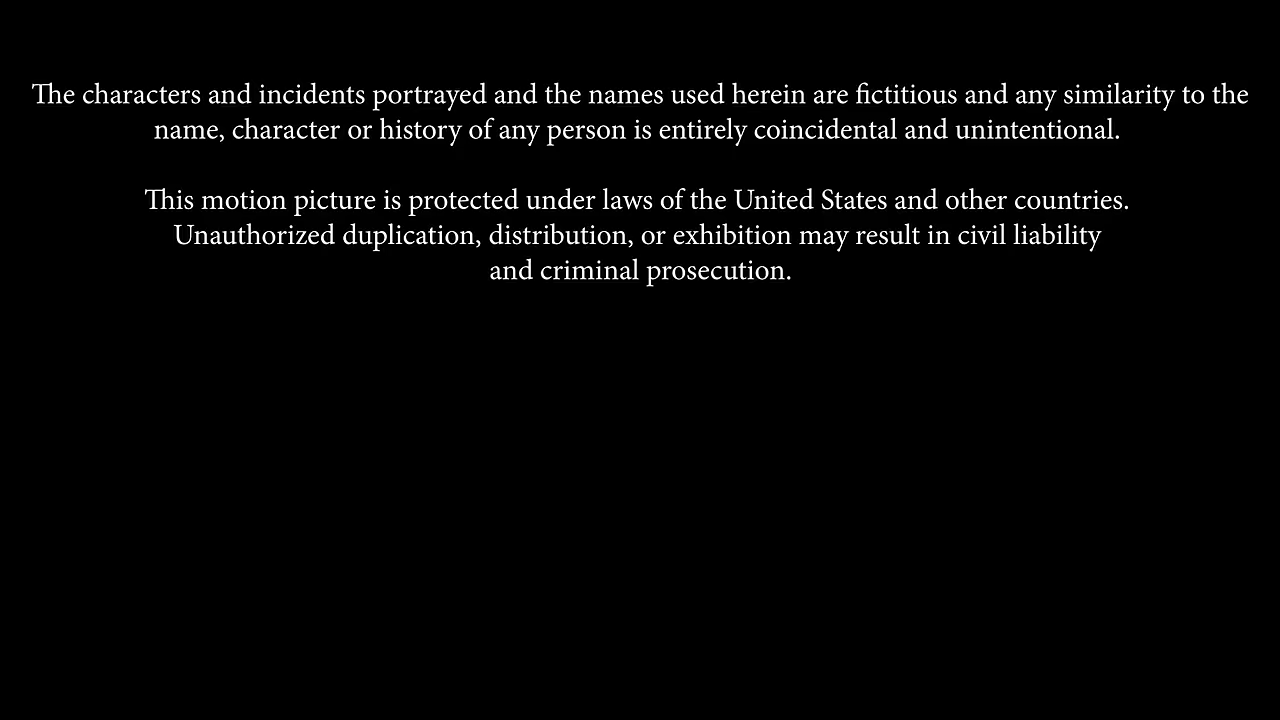 The characters and incidents portrayed and the names used herein are fictitious and any similarity to the
name, character or history of any person is entirely coincidental and unintentional.
This motion picture is protected under laws of the United States and other countries.
Unauthorized duplication, distribution, or exhibition may result in civil liability
and criminal prosecution.